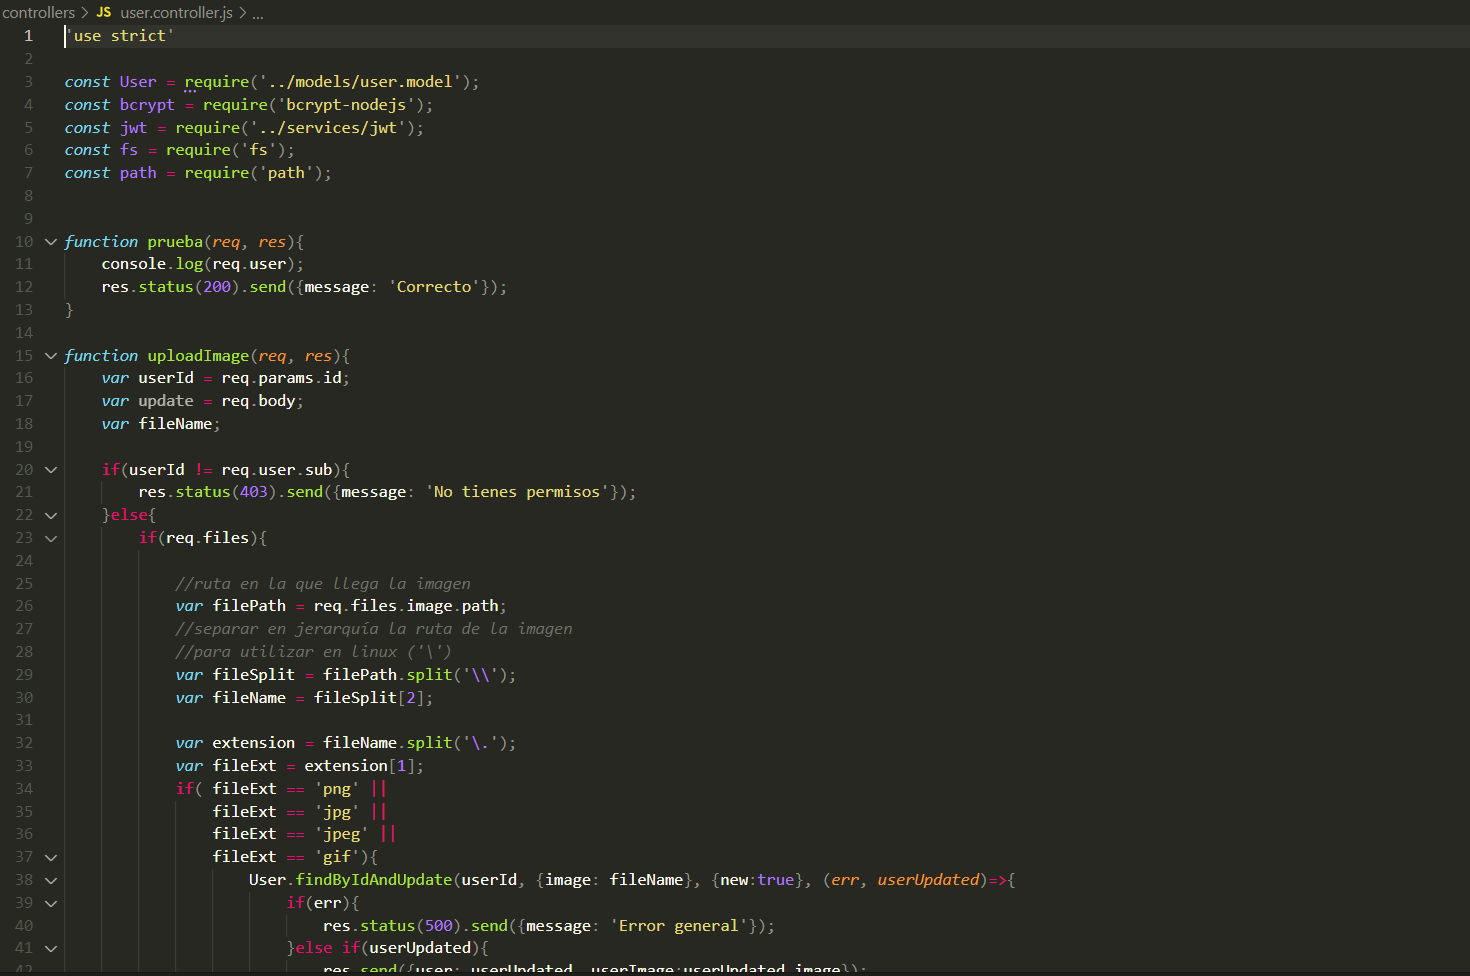 controllers > JS user.controller.js > ...
1 'use strict'
2
3 const User = require('../models/user.model');
4 const bcrypt = require('bcrypt-nodejs');
5 const jwt = require('../services/jwt');
6 const fs = require('fs');
7 const path = require('path');
8
9
10 function prueba(req, res){
11 console.log(req.user);
12 res.status(200).send({message: 'Correcto'});
13 }
14
15 function uploadImage(req, res){
16 var userId = req.params.id;
17 var update = req.body;
18 var fileName;
19
20 if(userId != req.user.sub){
21 res.status(403).send({message: 'No tienes permisos'});
22 }else{
23 if(req.files){
24
25 //ruta en la que llega la imagen
26 var filePath = req.files.image.path;
27 //separar en jerarquía la ruta de la imagen
28 //para utilizar en linux ('\')
29 var fileSplit = filePath.split('\\');
30 var fileName = fileSplit[2];
31
32 var extension = fileName.split('\.');
33 var fileExt = extension[1];
34 if( fileExt == 'png' ||
35 fileExt == 'jpg' ||
36 fileExt == 'jpeg' ||
37 fileExt == 'gif'){
38 User.findByIdAndUpdate(userId, {image: fileName}, {new:true}, (err, userUpdated)=>{
39 if(err){
40 res.status(500).send({message: 'Error general'});
41 }else if(userUpdated){
42 res.send({user: userUpdated, userImage:userUpdated.image});